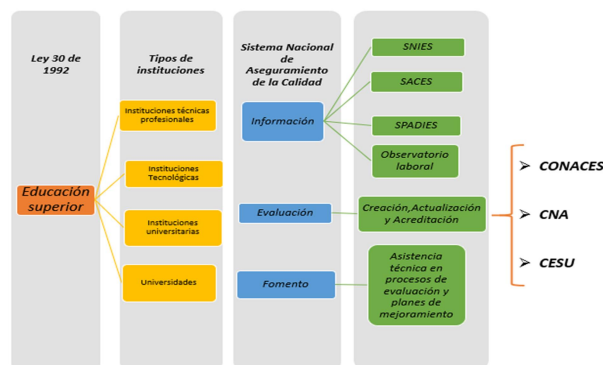 Ley 30 de
1992
Educación
superior
Tipos de
instituciones
Instituciones técnicas
profesionales
Instituciones
Tecnológicas
Instituciones
universitarias
Universidades
Sistema Nacional
de
Aseguramiento
de la Calidad
Información
Evaluación
Fomento
SNIES
SACES
SPADIES
Observatorio
laboral
Creación,Actualización
y Acreditación
Asistencia
técnica en
procesos de
evaluación y
planes de
mejoramiento
➢ CONACES
➢ CNA
➢ CESU